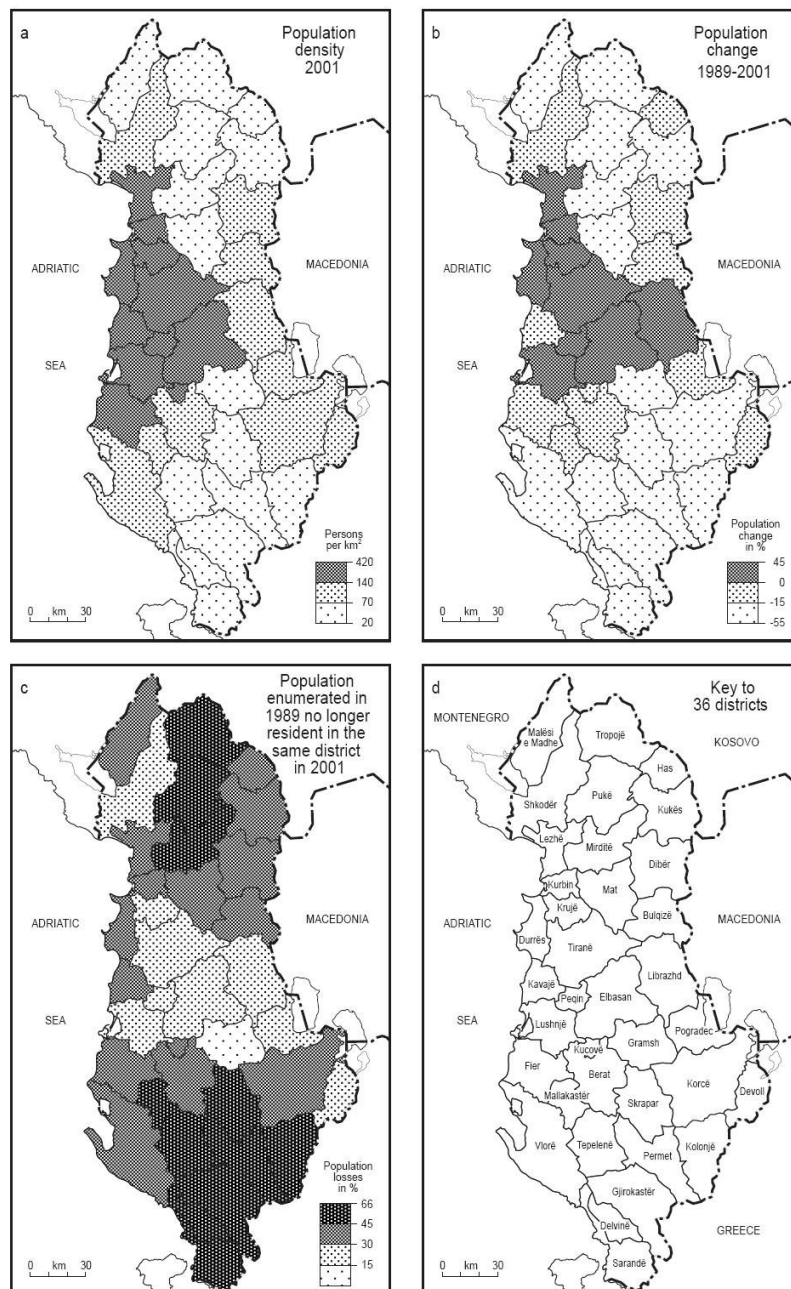 a
Population
density
2001
ADRIATIC
SEA
MACEDONIA
Persons
per km²
420
140
70
20
0 km 30
b
Population
change
1989-2001
ADRIATIC
SEA
MACEDONIA
Population
change
in %
45
0
-15
-55
0 km 30
c
Population
enumerated in
1989 no longer
resident in the
same district
in 2001
ADRIATIC
SEA
MACEDONIA
Population
losses
in %
66
45
30
15
0 km 30
d
Key to
36 districts
MONTENEGRO
KOSOVO
Malësi
e Madhe
Tropojë
Has
Shkodër
Pukë
Kukës
Lezhë
Mirditë
Dibër
Kurbin
Mat
Krujë
Bulqizë
ADRIATIC
MACEDONIA
Durrës
Tiranë
Kavajë
Librazhd
Peqin
Elbasan
SEA
Lushnjë
Pogradec
Gramsh
Kucovë
Fier
Berat
Korcë
Devoll
Mallakastër
Skrapar
Vlorë
Tepelenë
Permet
Kolonjë
Gjirokastër
Delvinë
GREECE
Sarandë
0 km 30